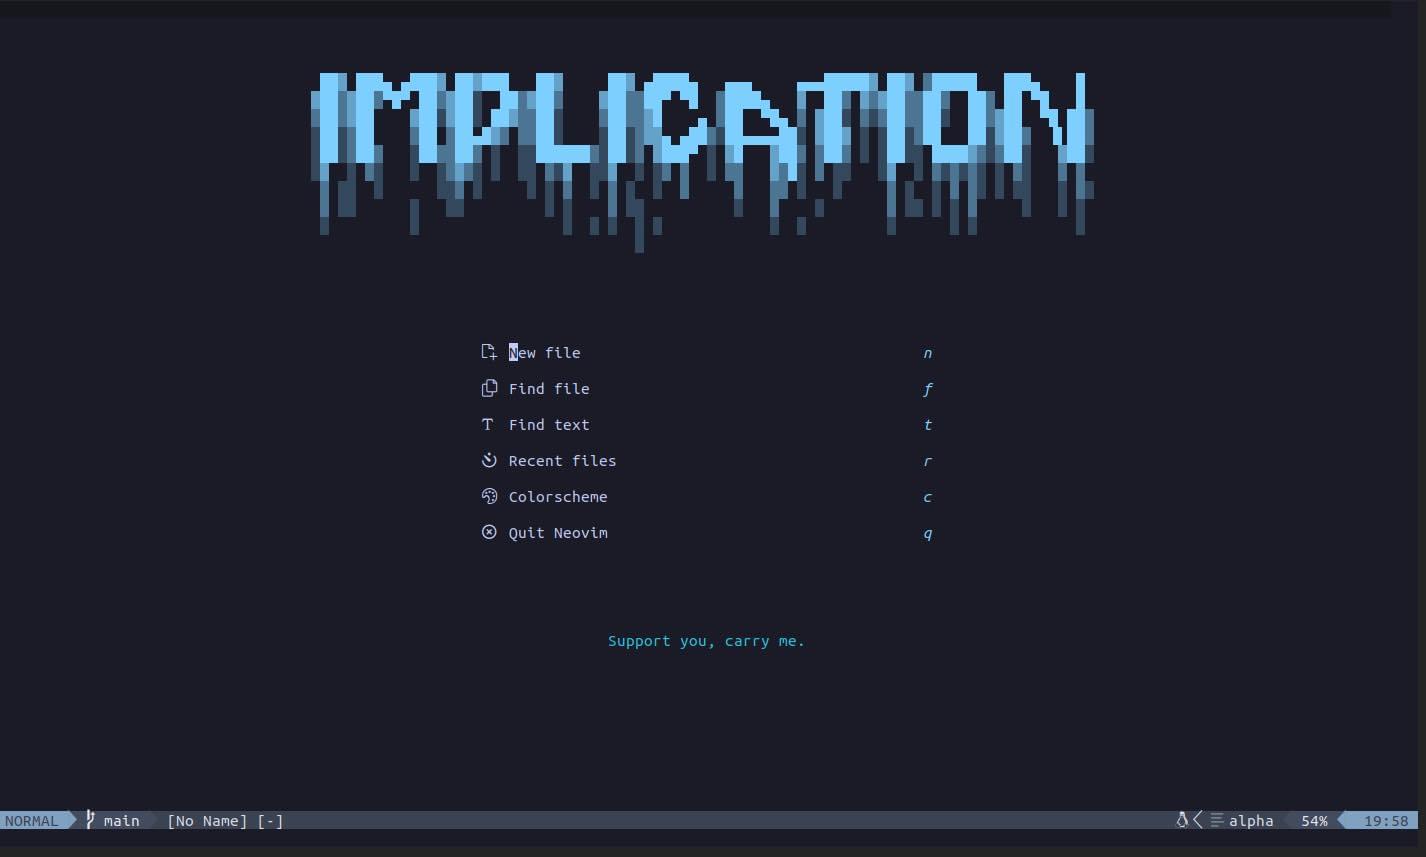 IMPLICATION
New file n
Find file f
Find text t
Recent files r
Colorscheme c
Quit Neovim q
Support you, carry me.
NORMAL main [No Name] [-] alpha 54% 19:58